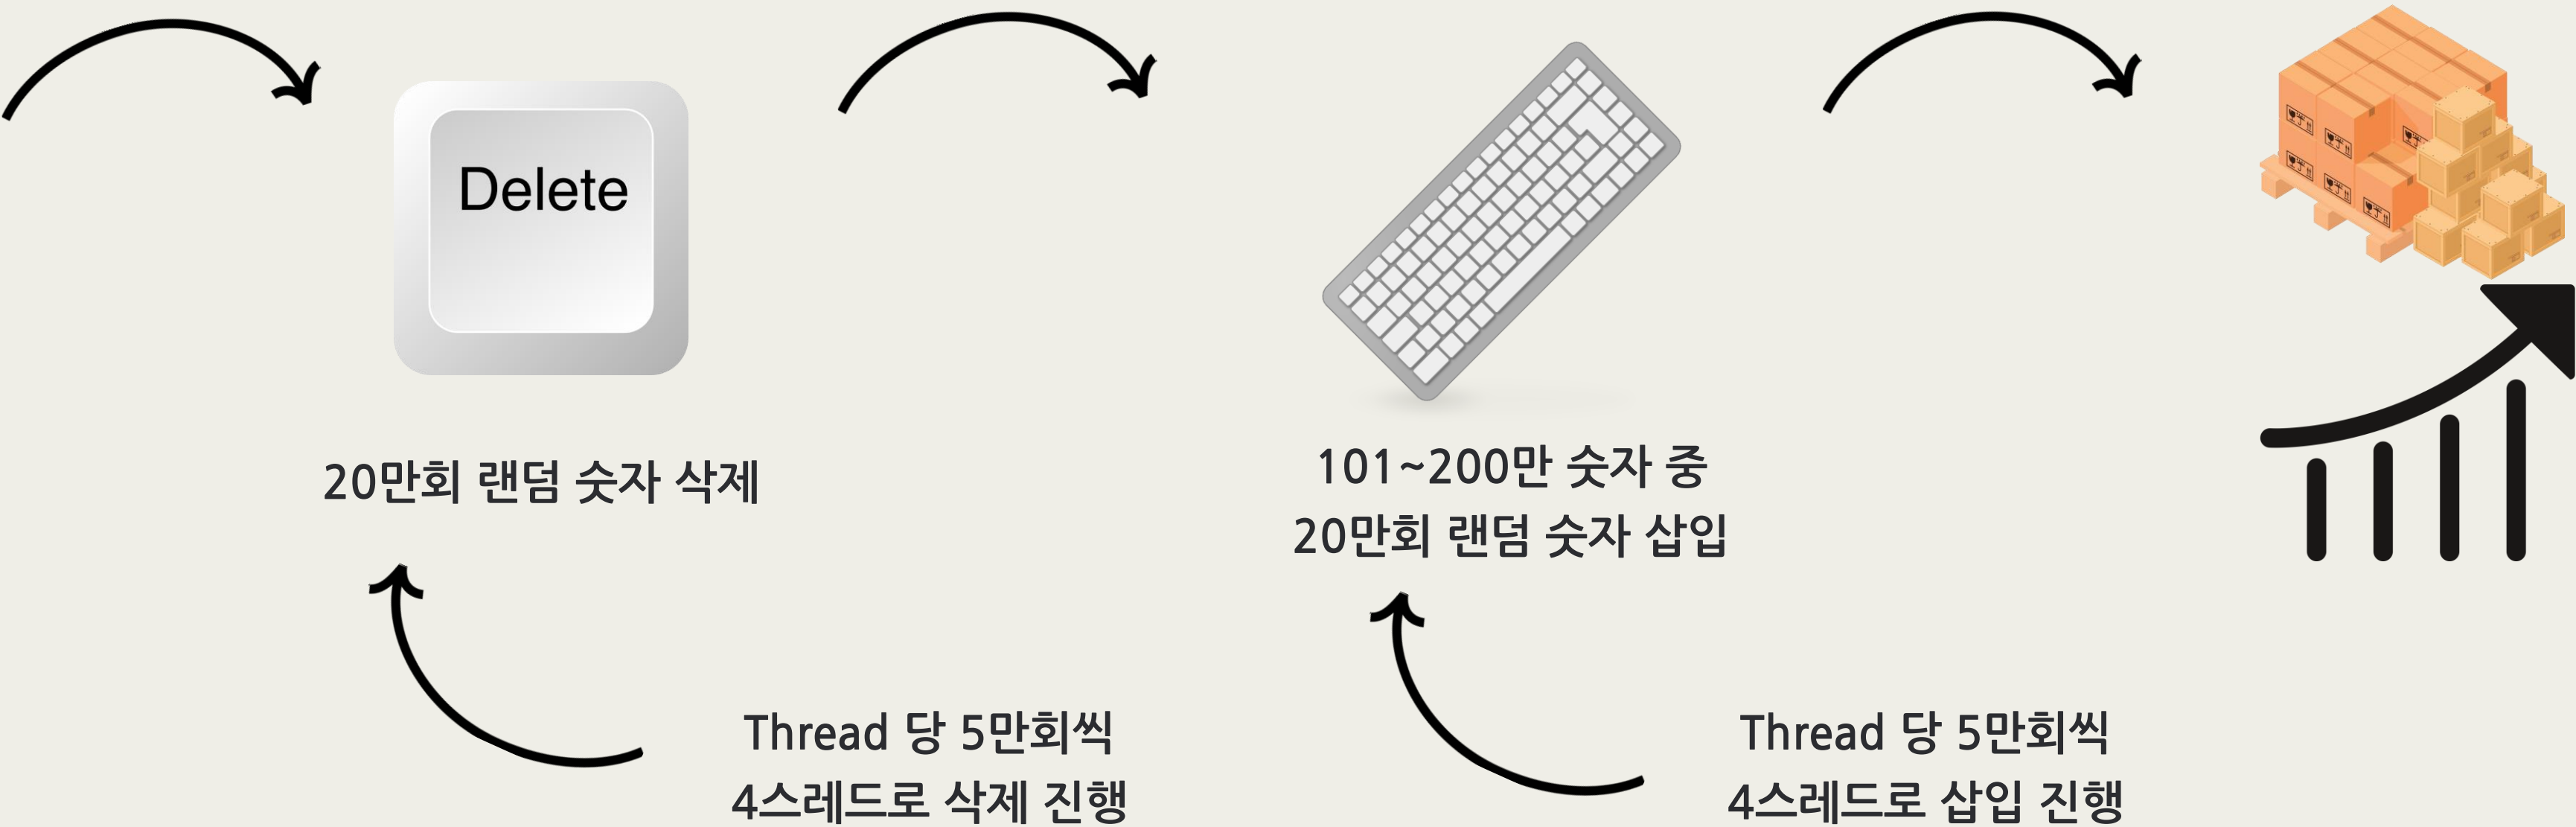 Delete
20만회 랜덤 숫자 삭제
101~200만 숫자 중
20만회 랜덤 숫자 삽입
Thread 당 5만회씩
4스레드로 삭제 진행
Thread 당 5만회씩
4스레드로 삽입 진행